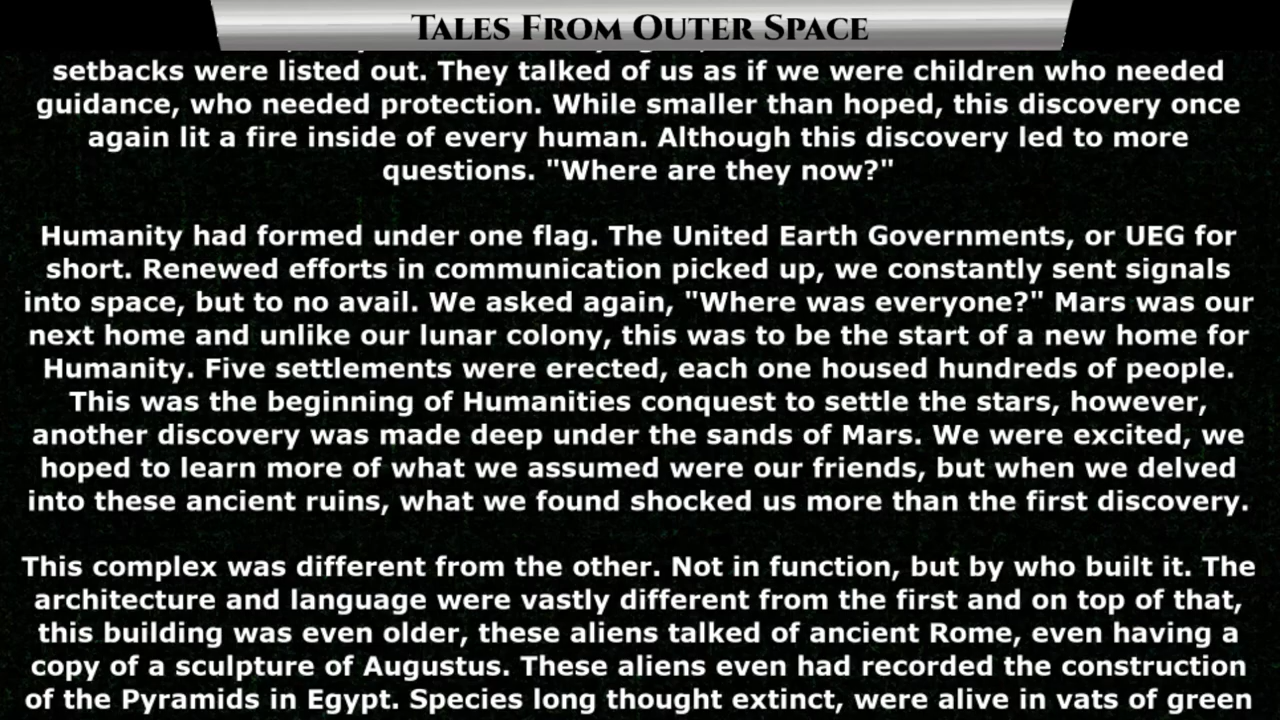 Tales From Outer Space
setbacks were listed out. They talked of us as if we were children who needed
guidance, who needed protection. While smaller than hoped, this discovery once
again lit a fire inside of every human. Although this discovery led to more
questions. "Where are they now?"
Humanity had formed under one flag. The United Earth Governments, or UEG for
short. Renewed efforts in communication picked up, we constantly sent signals
into space, but to no avail. We asked again, "Where was everyone?" Mars was our
next home and unlike our lunar colony, this was to be the start of a new home for
Humanity. Five settlements were erected, each one housed hundreds of people.
This was the beginning of Humanities conquest to settle the stars, however,
another discovery was made deep under the sands of Mars. We were excited, we
hoped to learn more of what we assumed were our friends, but when we delved
into these ancient ruins, what we found shocked us more than the first discovery.
This complex was different from the other. Not in function, but by who built it. The
architecture and language were vastly different from the first and on top of that,
this building was even older, these aliens talked of ancient Rome, even having a
copy of a sculpture of Augustus. These aliens even had recorded the construction
of the Pyramids in Egypt. Species long thought extinct, were alive in vats of green